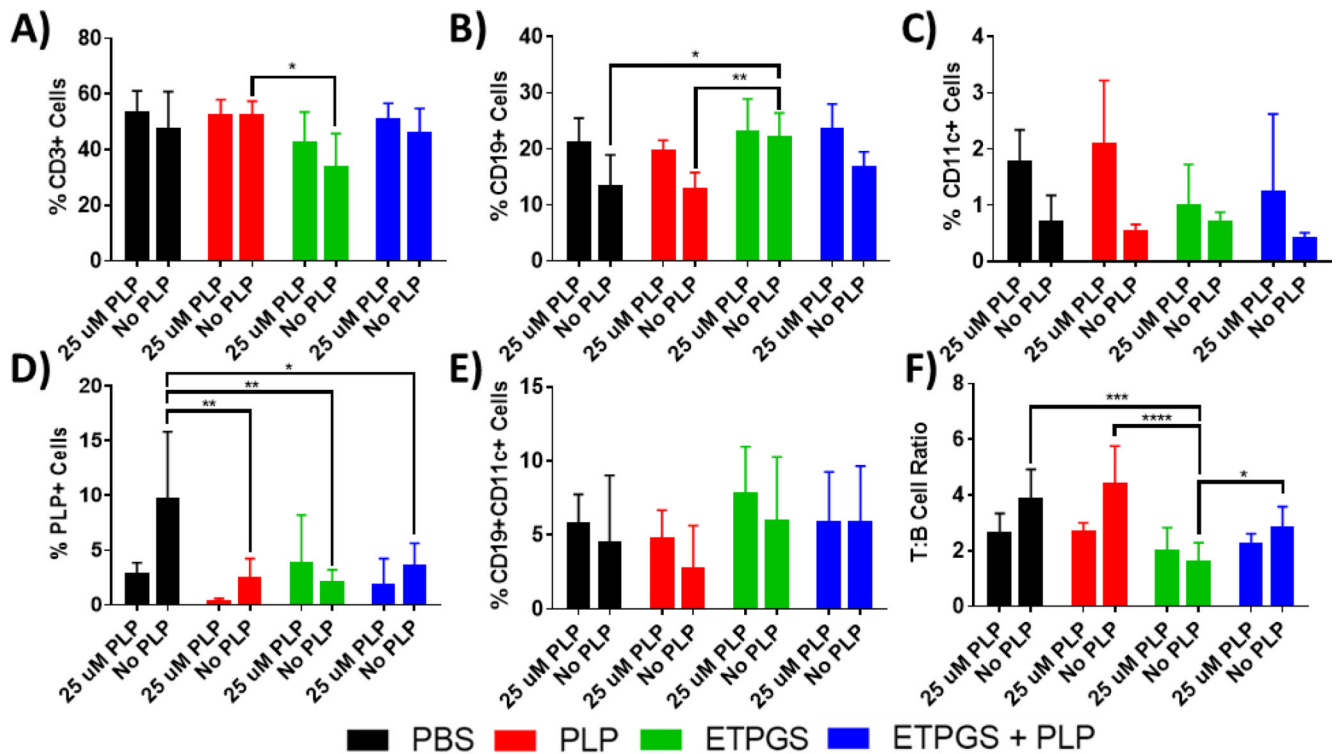 A)
% CD3+ Cells
80
60
40
20
0
*
25 uM PLP
No PLP
25 uM PLP
No PLP
25 uM PLP
No PLP
25 uM PLP
No PLP
B)
% CD19+ Cells
40
30
20
10
0
*
**
25 uM PLP
No PLP
25 uM PLP
No PLP
25 uM PLP
No PLP
25 uM PLP
No PLP
C)
% CD11c+ Cells
4
3
2
1
0
25 uM PLP
No PLP
25 uM PLP
No PLP
25 uM PLP
No PLP
25 uM PLP
No PLP
D)
% PLP+ Cells
20
15
10
5
0
*
**
**
25 uM PLP
No PLP
25 uM PLP
No PLP
25 uM PLP
No PLP
25 uM PLP
No PLP
E)
% CD19+CD11c+ Cells
15
10
5
0
25 uM PLP
No PLP
25 uM PLP
No PLP
25 uM PLP
No PLP
25 uM PLP
No PLP
F)
T:B Cell Ratio
8
6
4
2
0
***
****
*
25 uM PLP
No PLP
25 uM PLP
No PLP
25 uM PLP
No PLP
25 uM PLP
No PLP
PBS PLP ETPGS ETPGS + PLP